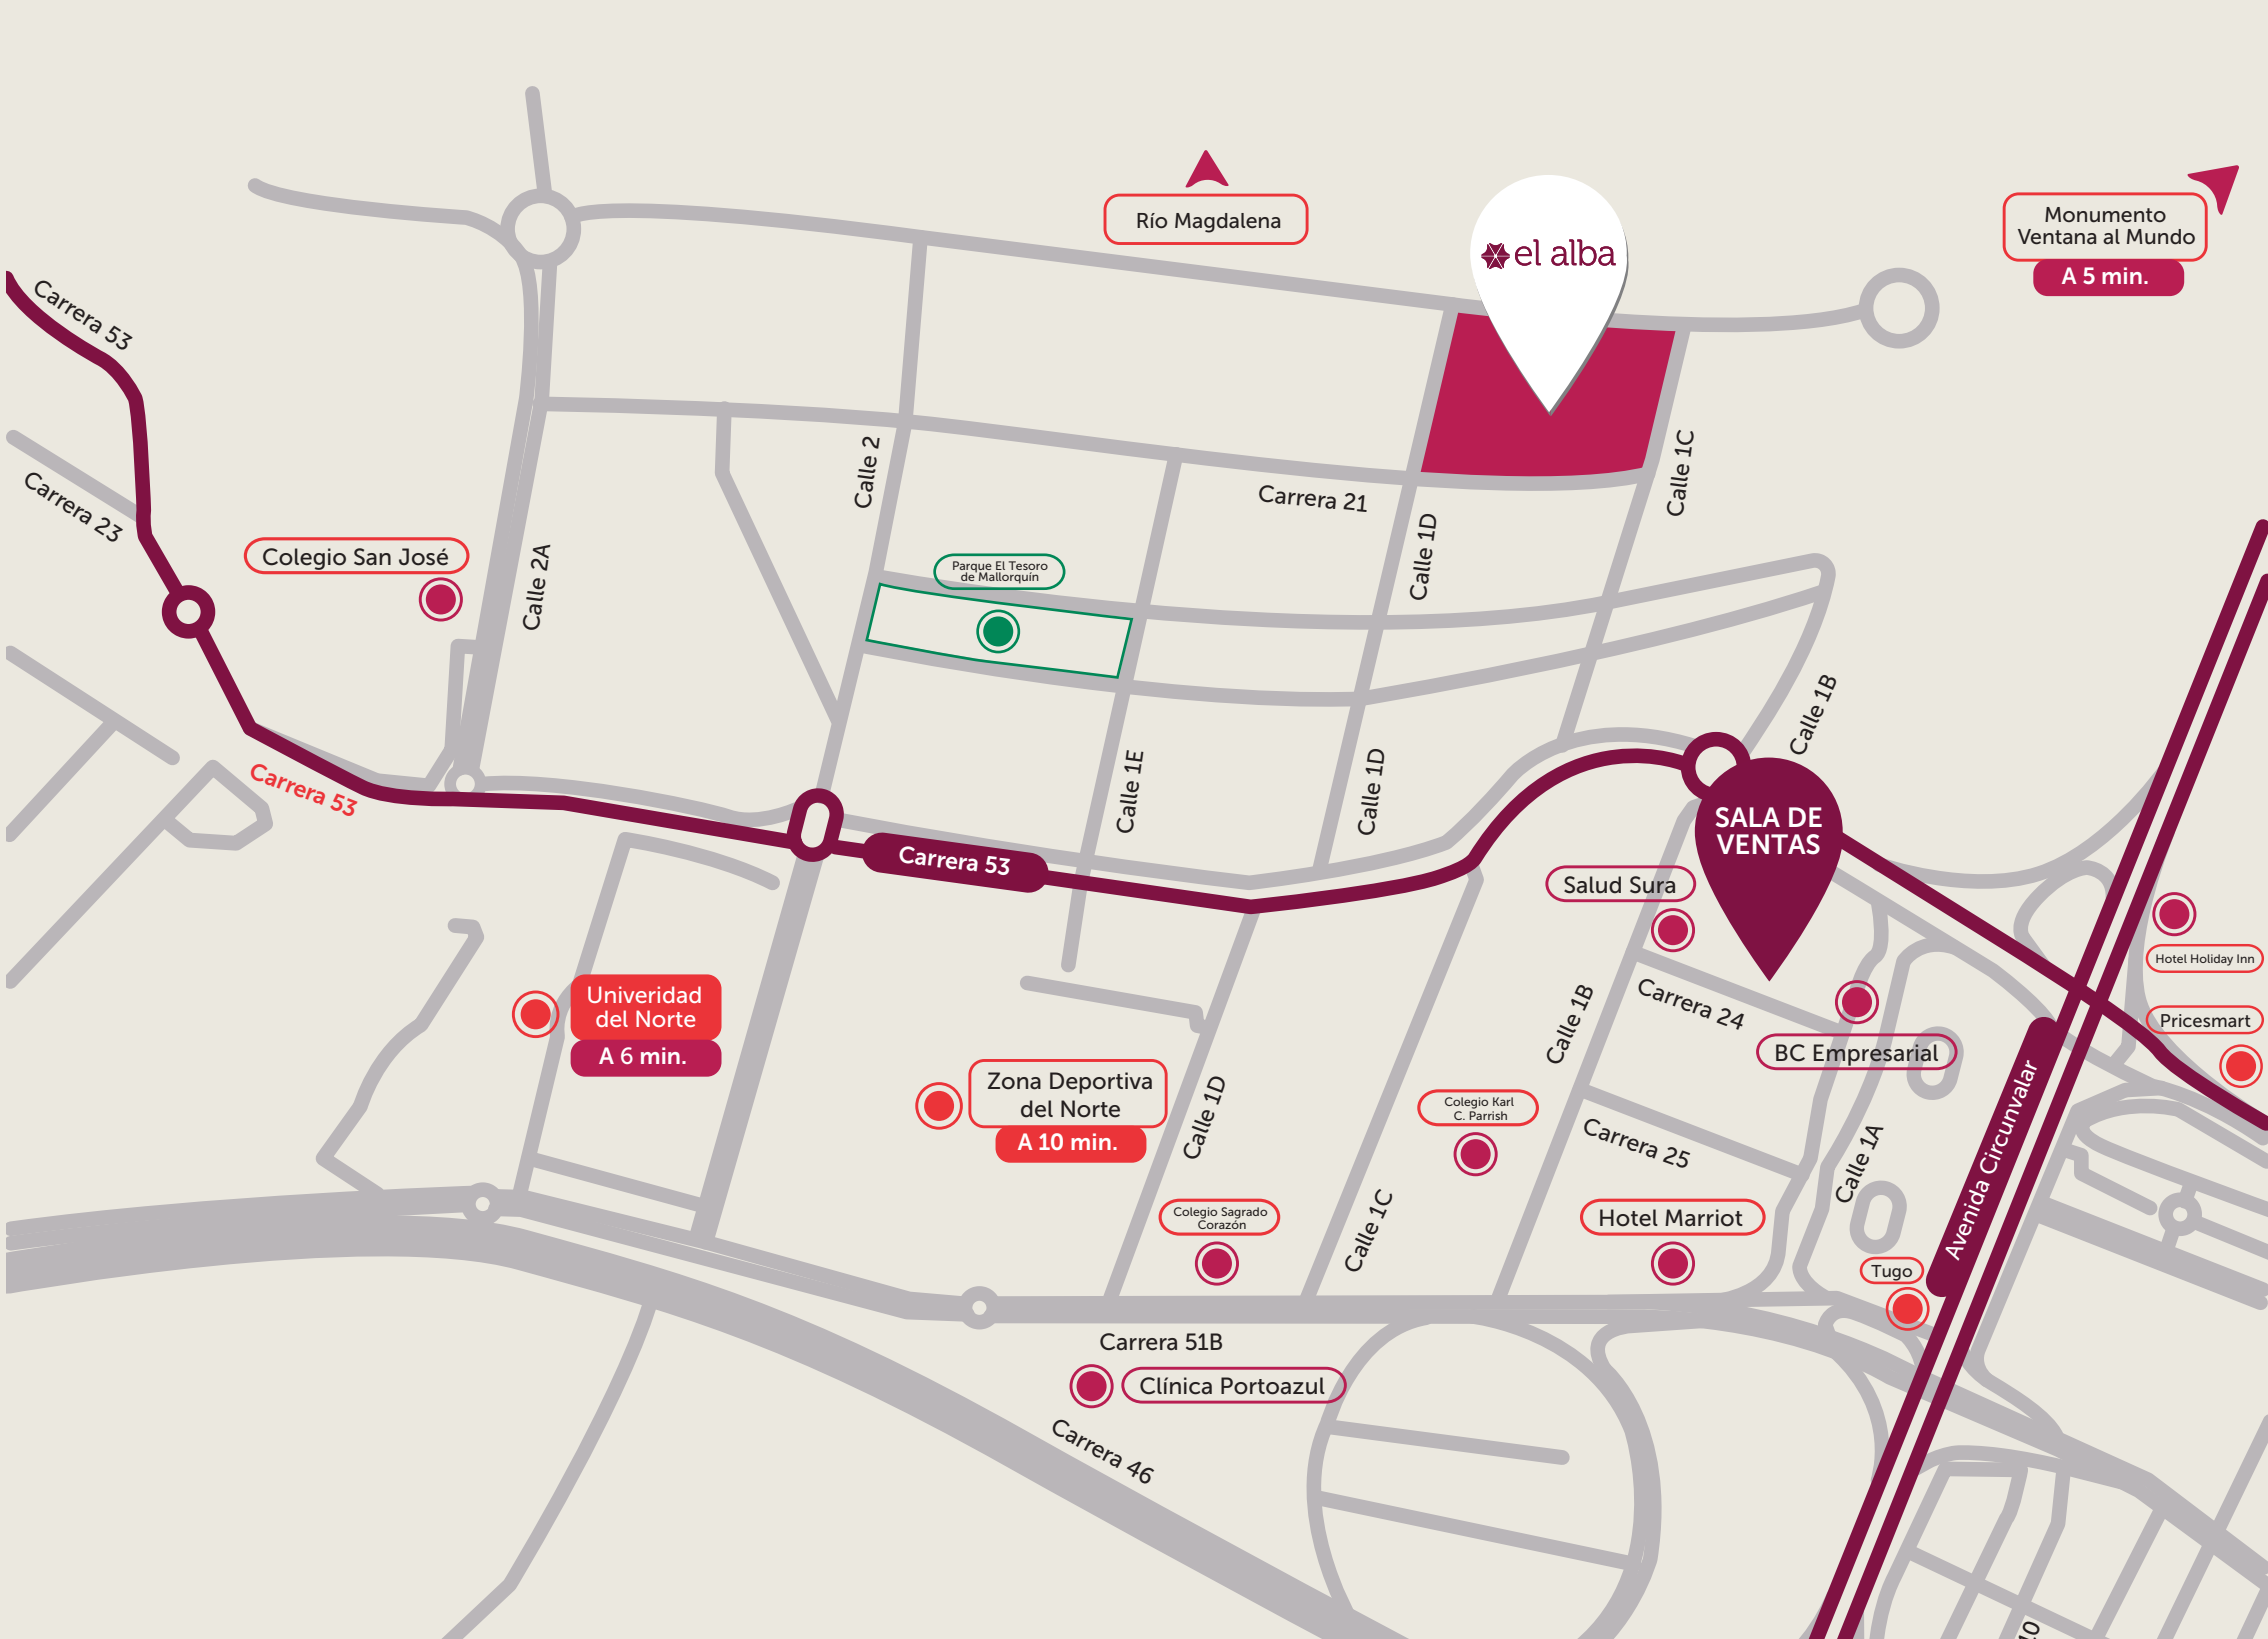 Río Magdalena
el alba
Monumento
Ventana al Mundo
A 5 min.
Carrera 53
Carrera 23
Colegio San José
Calle 2A
Calle 2
Carrera 21
Calle 1D
Calle 1C
Parque El Tesoro
de Mallorquín
Calle 1B
Carrera 53
Calle 1E
Calle 1D
Carrera 53
SALA DE
VENTAS
Salud Sura
Hotel Holiday Inn
Univeridad
del Norte
A 6 min.
Carrera 24
Calle 1B
Pricesmart
BC Empresarial
Zona Deportiva
del Norte
A 10 min.
Calle 1D
Colegio Karl
C. Parrish
Carrera 25
Calle 1A
Avenida Circunvalar
Colegio Sagrado
Corazón
Calle 1C
Hotel Marriot
Tugo
Carrera 51B
Clínica Portoazul
Carrera 46